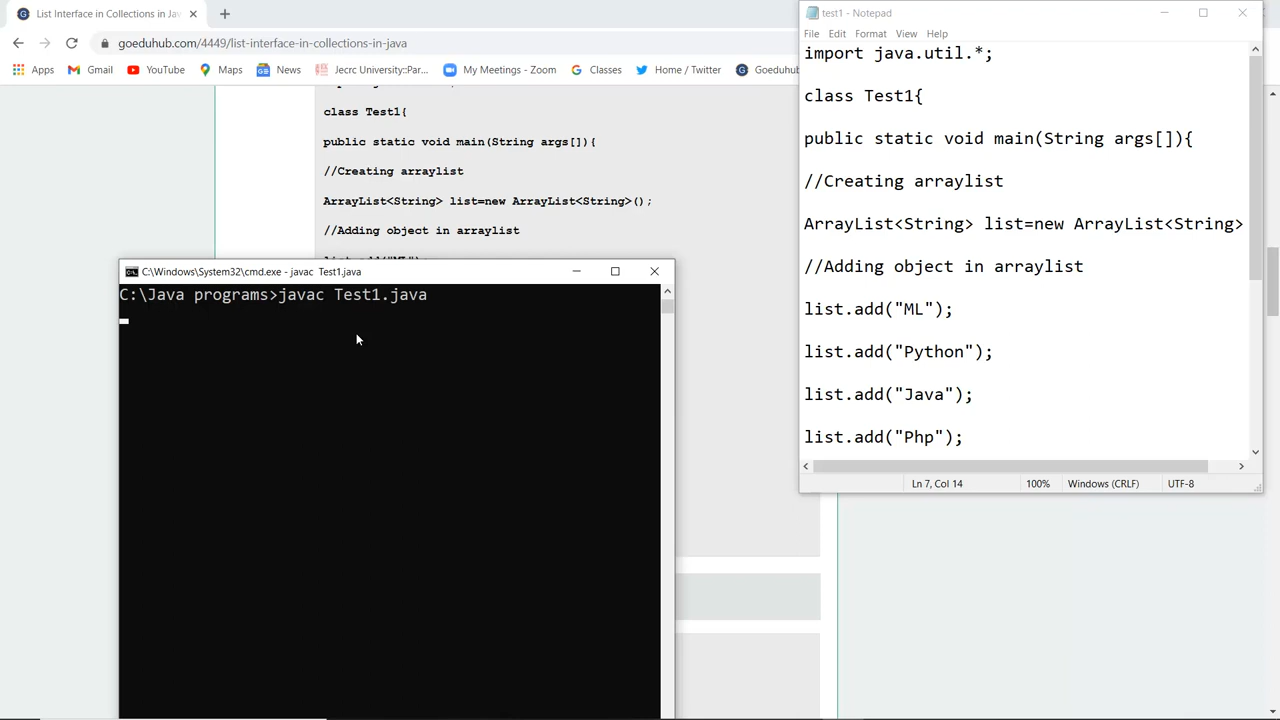 List Interface in Collections in Jav
goeduhub.com/4449/list-interface-in-collections-in-java
Apps
Gmail
YouTube
Maps
News
Jecrc University::Par...
My Meetings - Zoom
Classes
Home / Twitter
Goeduhu
class Test1{
public static void main(String args[]){
//Creating arraylist
ArrayList<String> list=new ArrayList<String>();
//Adding object in arraylist
C:\Windows\System32\cmd.exe - javac Test1.java
C:\Java programs>javac Test1.java
test1 - Notepad
File Edit Format View Help
import java.util.*;
class Test1{
public static void main(String args[]){
//Creating arraylist
ArrayList<String> list=new ArrayList<String>
//Adding object in arraylist
list.add("ML");
list.add("Python");
list.add("Java");
list.add("Php");
Ln 7, Col 14
100%
Windows (CRLF)
UTF-8